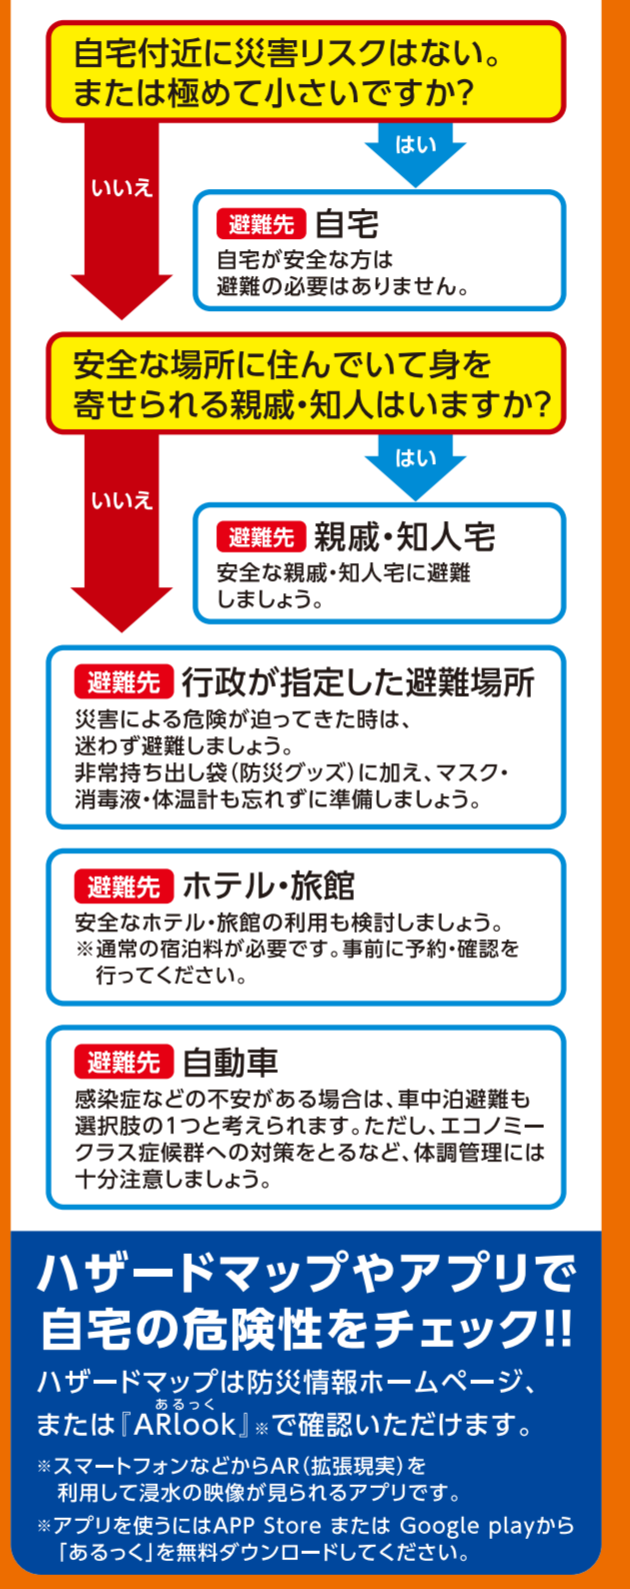 自宅付近に災害リスクはない。
または極めて小さいですか?
はい
いいえ
避難先 自宅
自宅が安全な方は
避難の必要はありません。
安全な場所に住んでいて身を
寄せられる親戚・知人はいますか?
はい
いいえ
避難先 親戚・知人宅
安全な親戚・知人宅に避難
しましょう。
避難先 行政が指定した避難場所
災害による危険が迫ってきた時は、
迷わず避難しましょう。
非常持ち出し袋（防災グッズ）に加え、マスク・
消毒液・体温計も忘れずに準備しましょう。
避難先 ホテル・旅館
安全なホテル・旅館の利用も検討しましょう。
※通常の宿泊料が必要です。事前に予約・確認を
行ってください。
避難先 自動車
感染症などの不安がある場合は、車中泊避難も
選択肢の1つと考えられます。ただし、エコノミー
クラス症候群への対策をとるなど、体調管理には
十分注意しましょう。
ハザードマップやアプリで
自宅の危険性をチェック!!
ハザードマップは防災情報ホームページ、
あるっく
または『ARlook』※で確認いただけます。
※スマートフォンなどからAR（拡張現実）を
利用して浸水の映像が見られるアプリです。
※アプリを使うにはAPP Store または Google playから
「あるっく」を無料ダウンロードしてください。